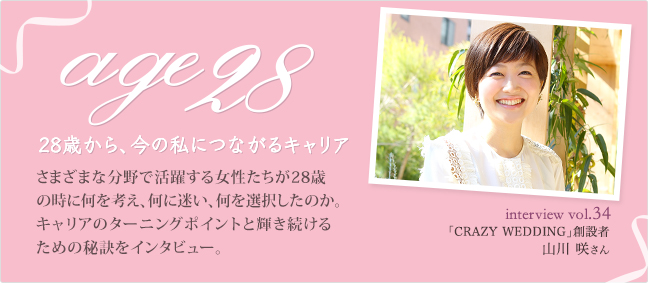 age 28
28歳から、今の私につながるキャリア
さまざまな分野で活躍する女性たちが28歳
の時に何を考え、何に迷い、何を選択したのか。
キャリアのターニングポイントと輝き続ける
ための秘訣をインタビュー。
interview vol.34
「CRAZY WEDDING」創設者
山川 咲さん